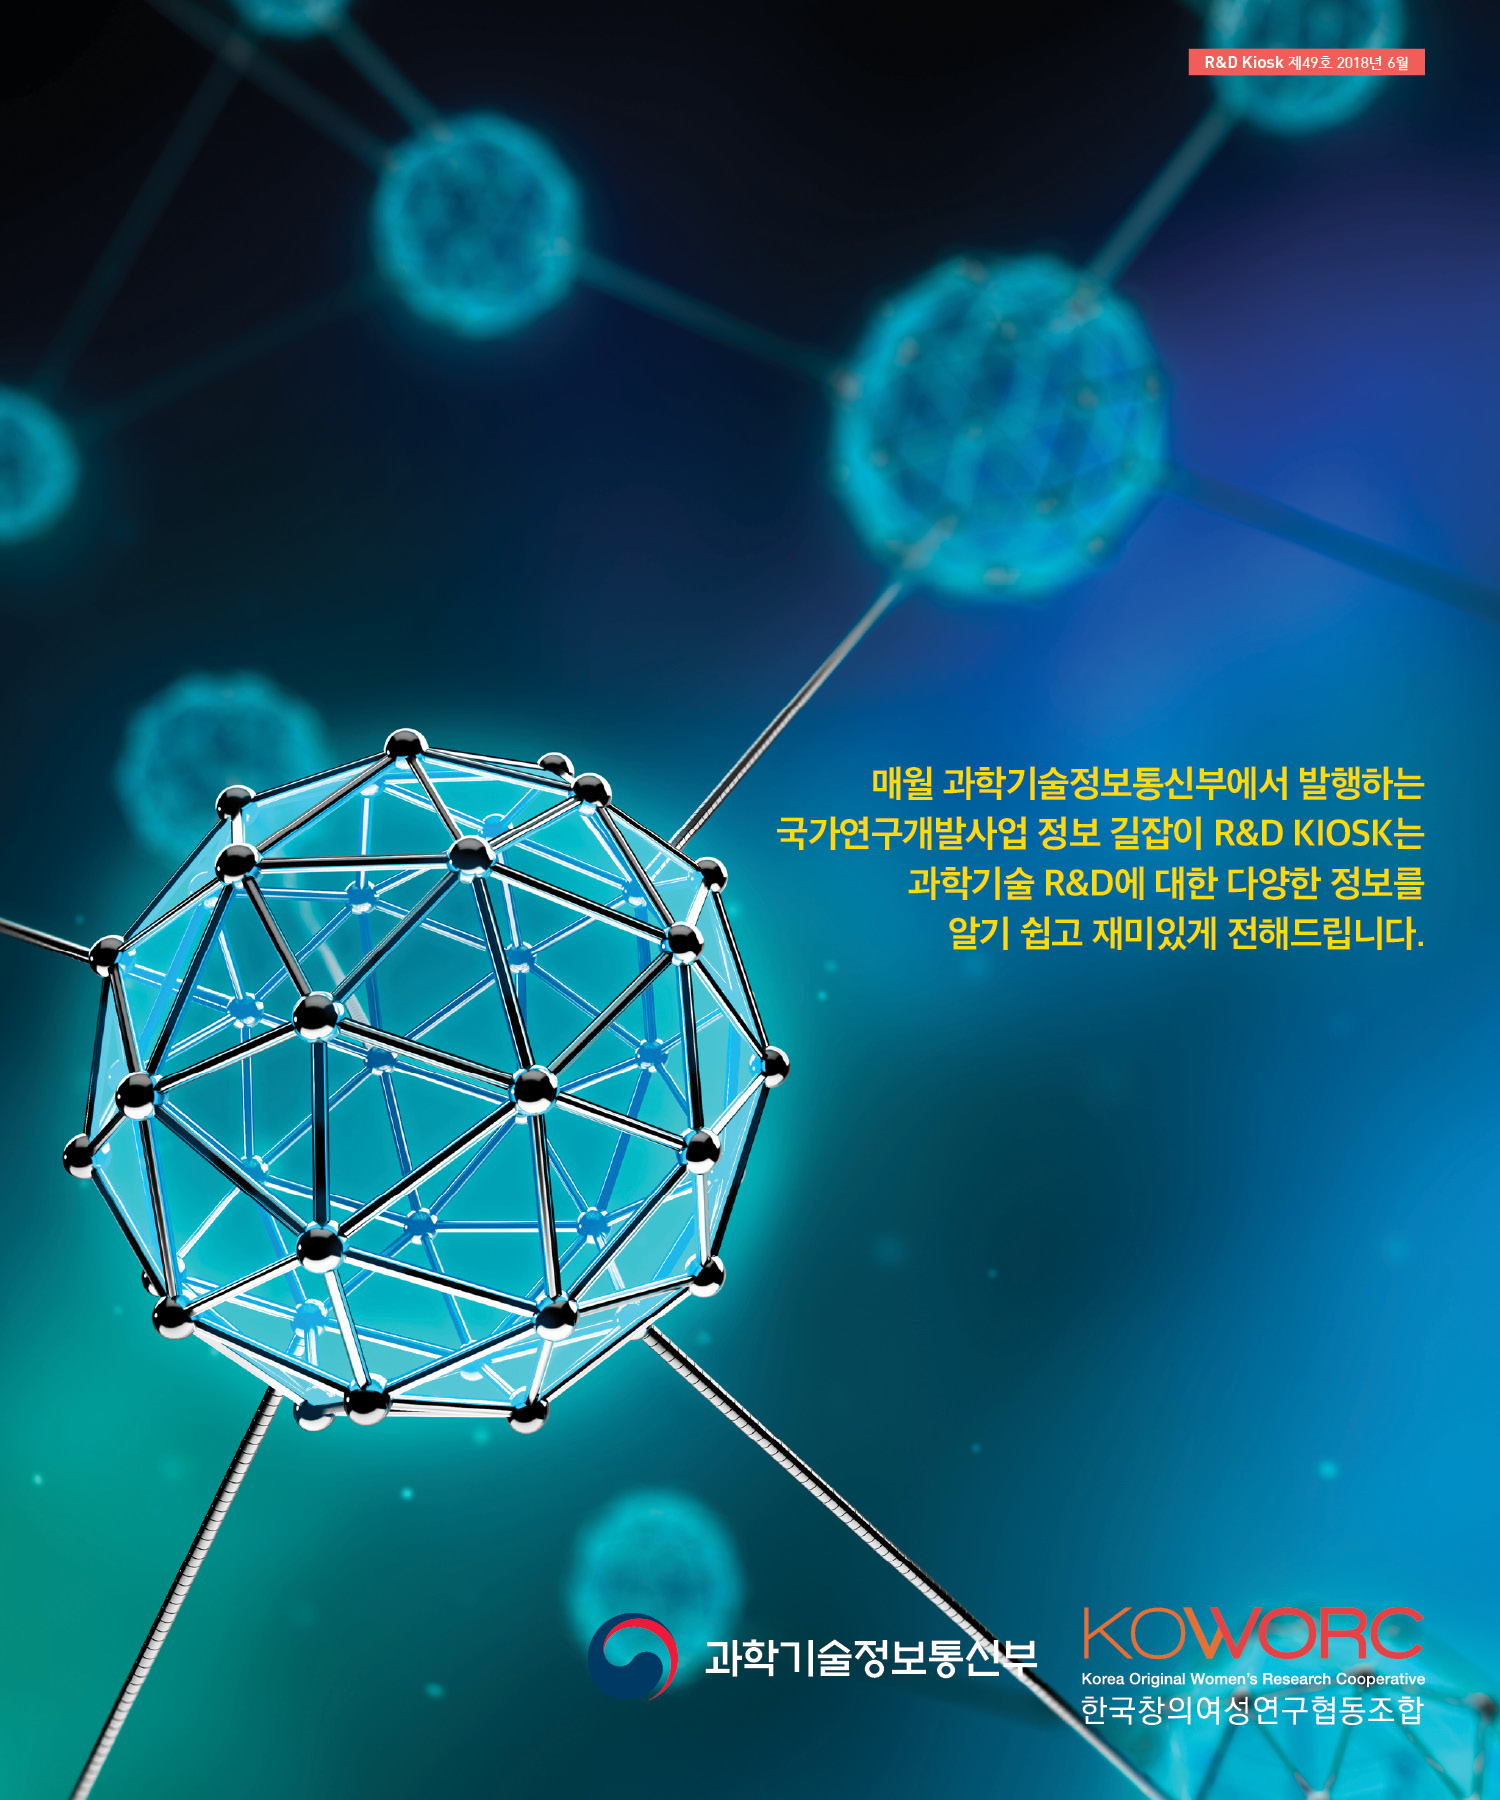 R&D Kiosk 제49호 2018년 6월
매월 과학기술정보통신부에서 발행하는
국가연구개발사업 정보 길잡이 R&D KIOSK는
과학기술 R&D에 대한 다양한 정보를
알기 쉽고 재미있게 전해드립니다.
과학기술정보통신부
KOWORC
Korea Original Women's Research Cooperative
한국창의여성연구협동조합